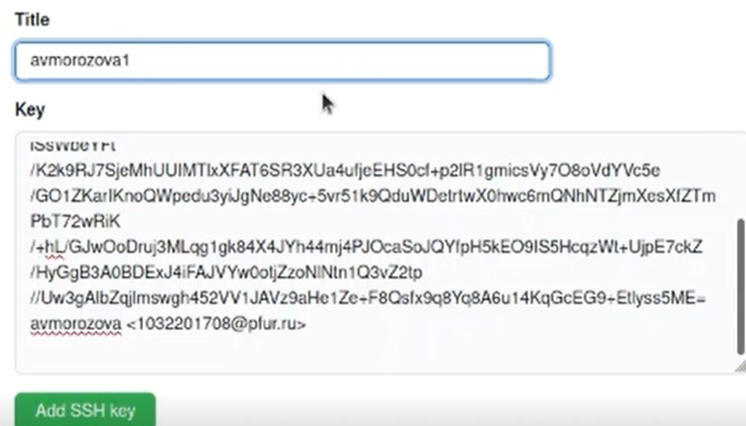 Title
avmorozova1
Key
/K2k9RJ7SjeMhUUIMTlxXFAT6SR3XUa4ufjeEHS0cf+p2lR1gmicsVy7O8oVdYVc5e
/GO1ZKarlKnoQWpedu3yiJgNe88yc+5vr51k9QduWDetrtwX0hwc6mQNhNTZjmXesXfZTm
PbT72wRiK
/+hL/GJwOoDruj3MLqg1gk84X4JYh44mj4PJOcaSoJQYfpH5kEO9IS5HcqzWt+UjpE7ckZ
/HyGgB3A0BDExJ4iFAJVYw0otjZzoNlNtn1Q3vZ2tp
//Uw3gAlbZqjlmswgh452VV1JAVz9aHe1Ze+F8Qsfx9q8Yq8A6u14KqGcEG9+Etlyss5ME=
avmorozova <1032201708@pfur.ru>
Add SSH key